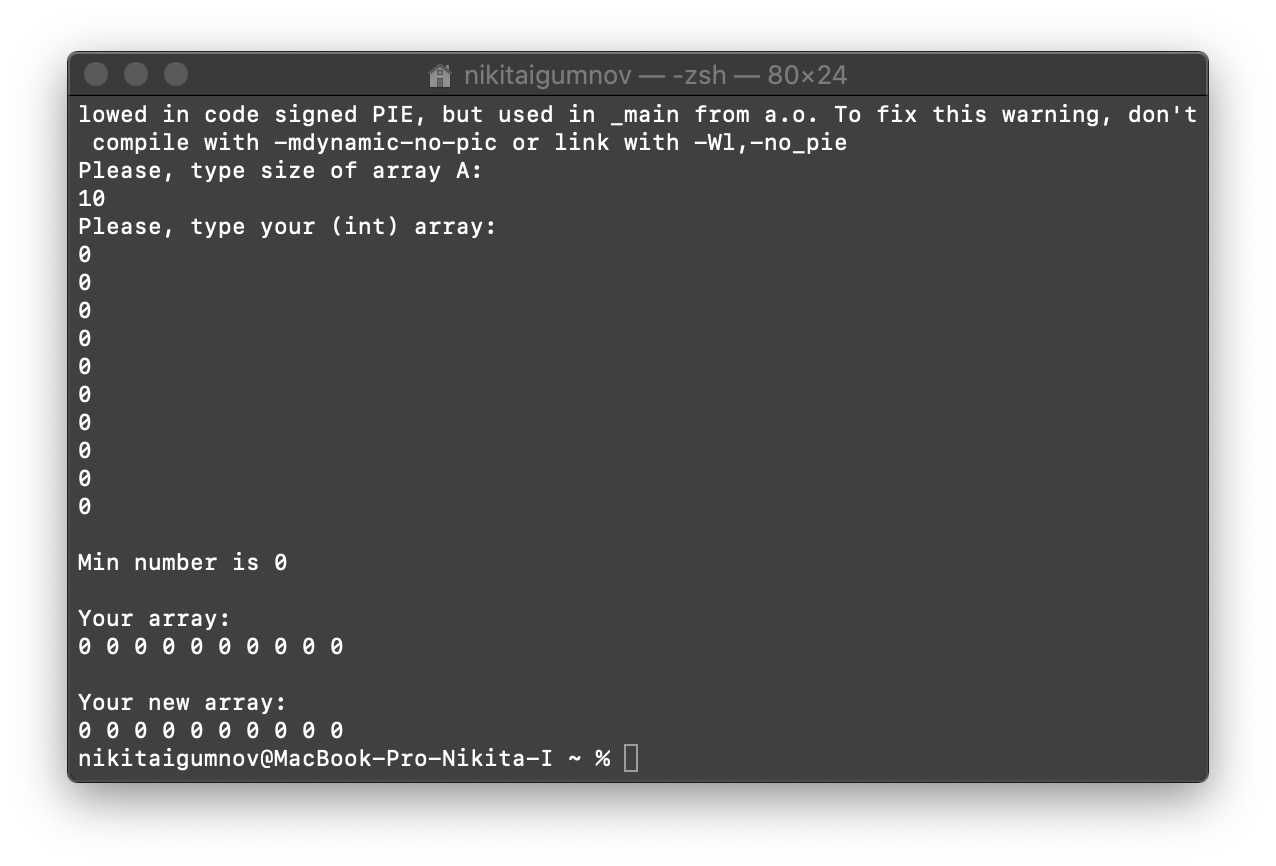 nikitaigumnov — -zsh — 80×24
lowed in code signed PIE, but used in _main from a.o. To fix this warning, don't
 compile with -mdynamic-no-pic or link with -Wl,-no_pie
Please, type size of array A:
10
Please, type your (int) array:
0
0
0
0
0
0
0
0
0
0
Min number is 0
Your array:
0 0 0 0 0 0 0 0 0 0
Your new array:
0 0 0 0 0 0 0 0 0 0
nikitaigumnov@MacBook-Pro-Nikita-I ~ %